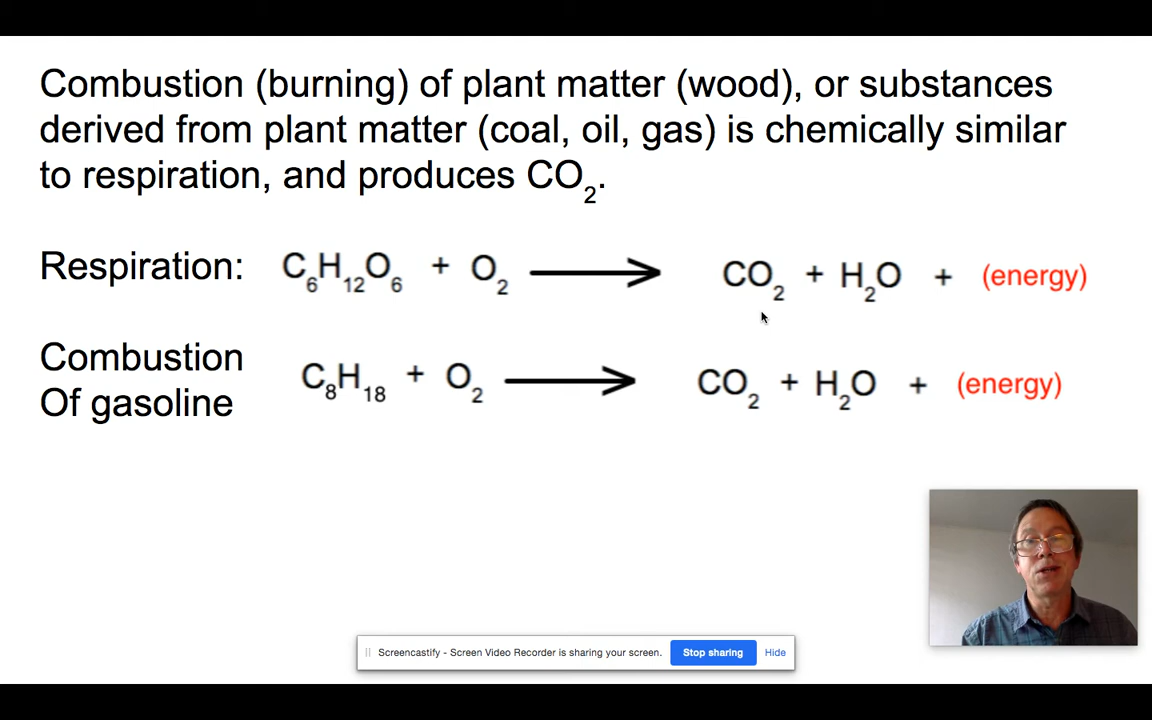 Combustion (burning) of plant matter (wood), or substances
derived from plant matter (coal, oil, gas) is chemically similar
to respiration, and produces CO₂.
Respiration: C₆H₁₂O₆ + O₂ ⟶ CO₂ + H₂O + (energy)
Combustion
Of gasoline C₈H₁₈ + O₂ ⟶ CO₂ + H₂O + (energy)
Screencastify - Screen Video Recorder is sharing your screen. Stop sharing Hide